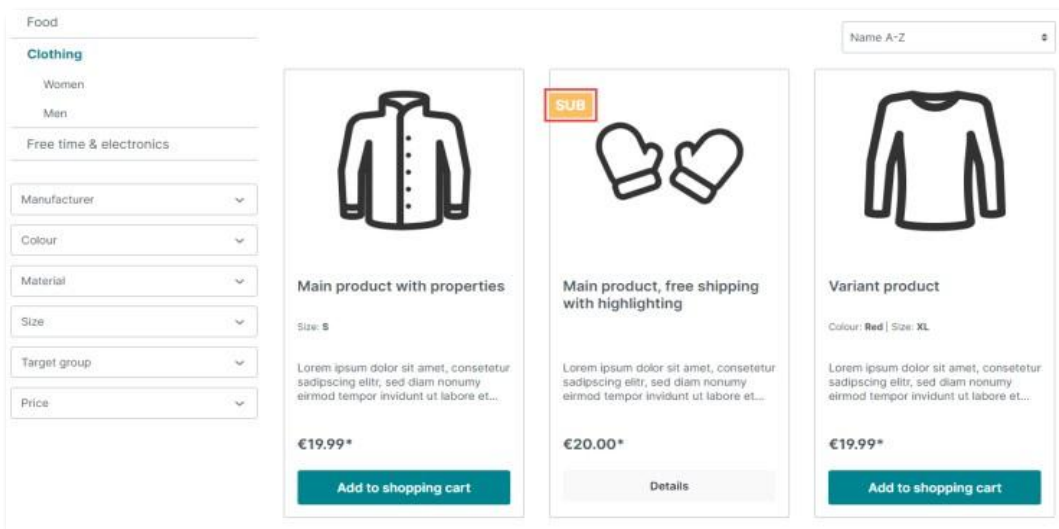 Food
Clothing
Women
Men
Free time & electronics
Manufacturer
Colour
Material
Size
Target group
Price
Name A-Z
Main product with properties
Size: S
Lorem ipsum dolor sit amet, consetetur
sadipscing elitr, sed diam nonumy
eirmod tempor invidunt ut labore et...
€19.99*
Add to shopping cart
SUB
Main product, free shipping
with highlighting
Lorem ipsum dolor sit amet, consetetur
sadipscing elitr, sed diam nonumy
eirmod tempor invidunt ut labore et...
€20.00*
Details
Variant product
Colour: Red | Size: XL
Lorem ipsum dolor sit amet, consetetur
sadipscing elitr, sed diam nonumy
eirmod tempor invidunt ut labore et...
€19.99*
Add to shopping cart